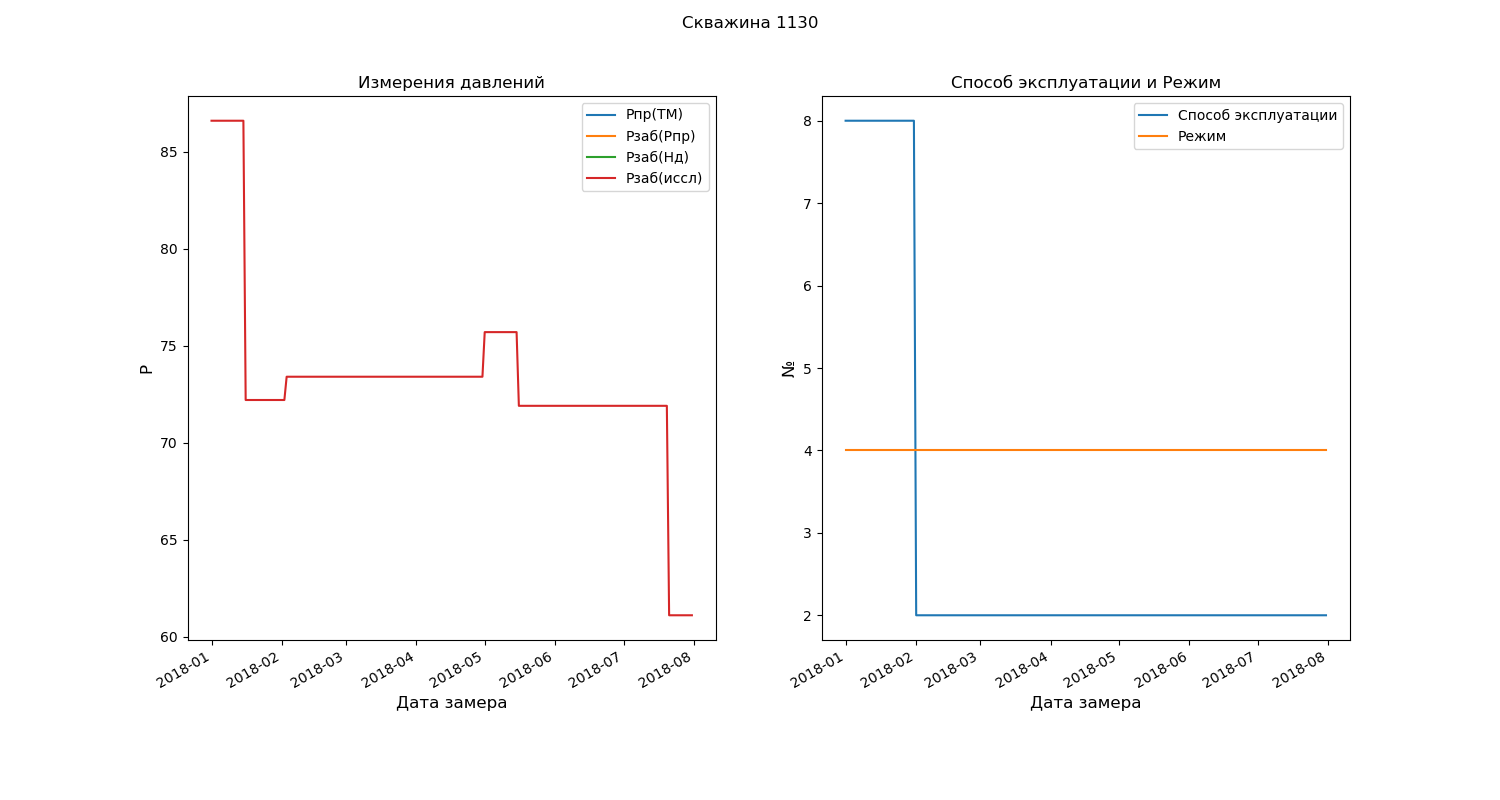 Скважина 1130
Измерения давлений
Рпр(ТМ)
Рзаб(Рпр)
Рзаб(Нд)
Рзаб(иссл)
85
80
75
70
65
60
Р
2018-01
2018-02
2018-03
2018-04
2018-05
2018-06
2018-07
2018-08
Дата замера
Способ эксплуатации и Режим
Способ эксплуатации
Режим
8
7
6
5
4
3
2
№
2018-01
2018-02
2018-03
2018-04
2018-05
2018-06
2018-07
2018-08
Дата замера